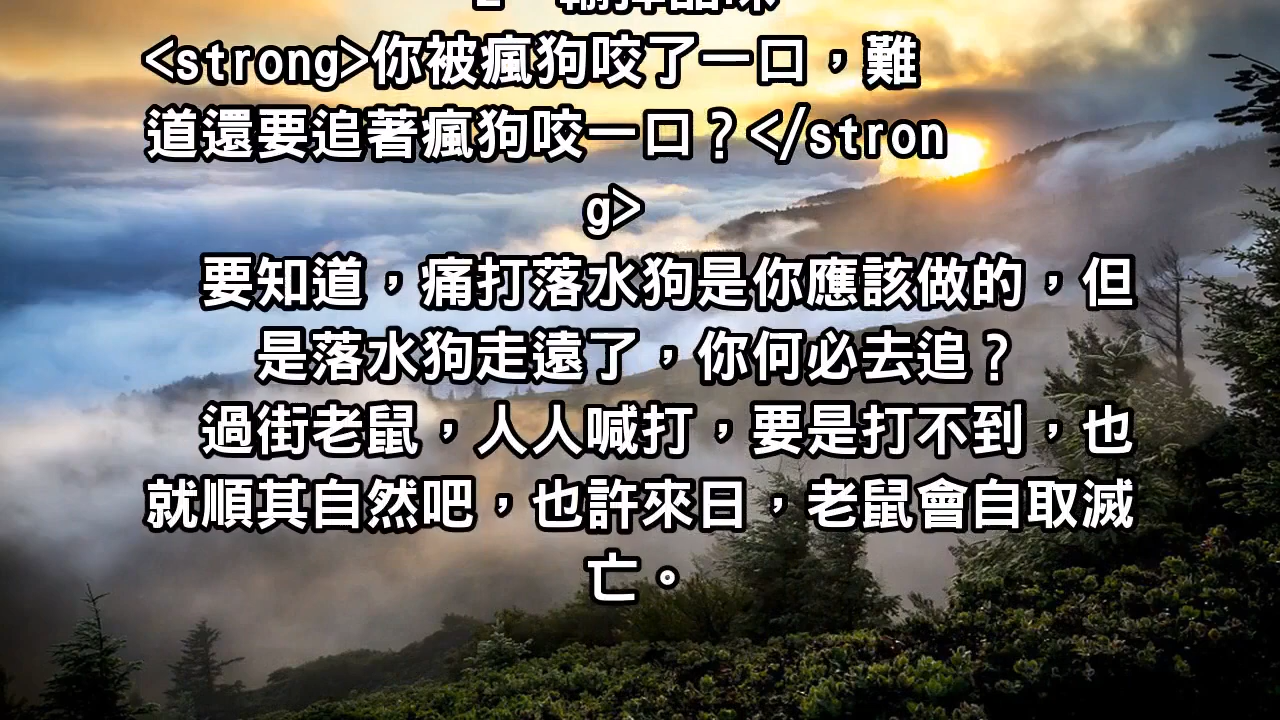 <strong>你被瘋狗咬了一口，難
道還要追著瘋狗咬一口？</stron
g>
要知道，痛打落水狗是你應該做的，但
是落水狗走遠了，你何必去追？
過街老鼠，人人喊打，要是打不到，也
就順其自然吧，也許來日，老鼠會自取滅
亡。